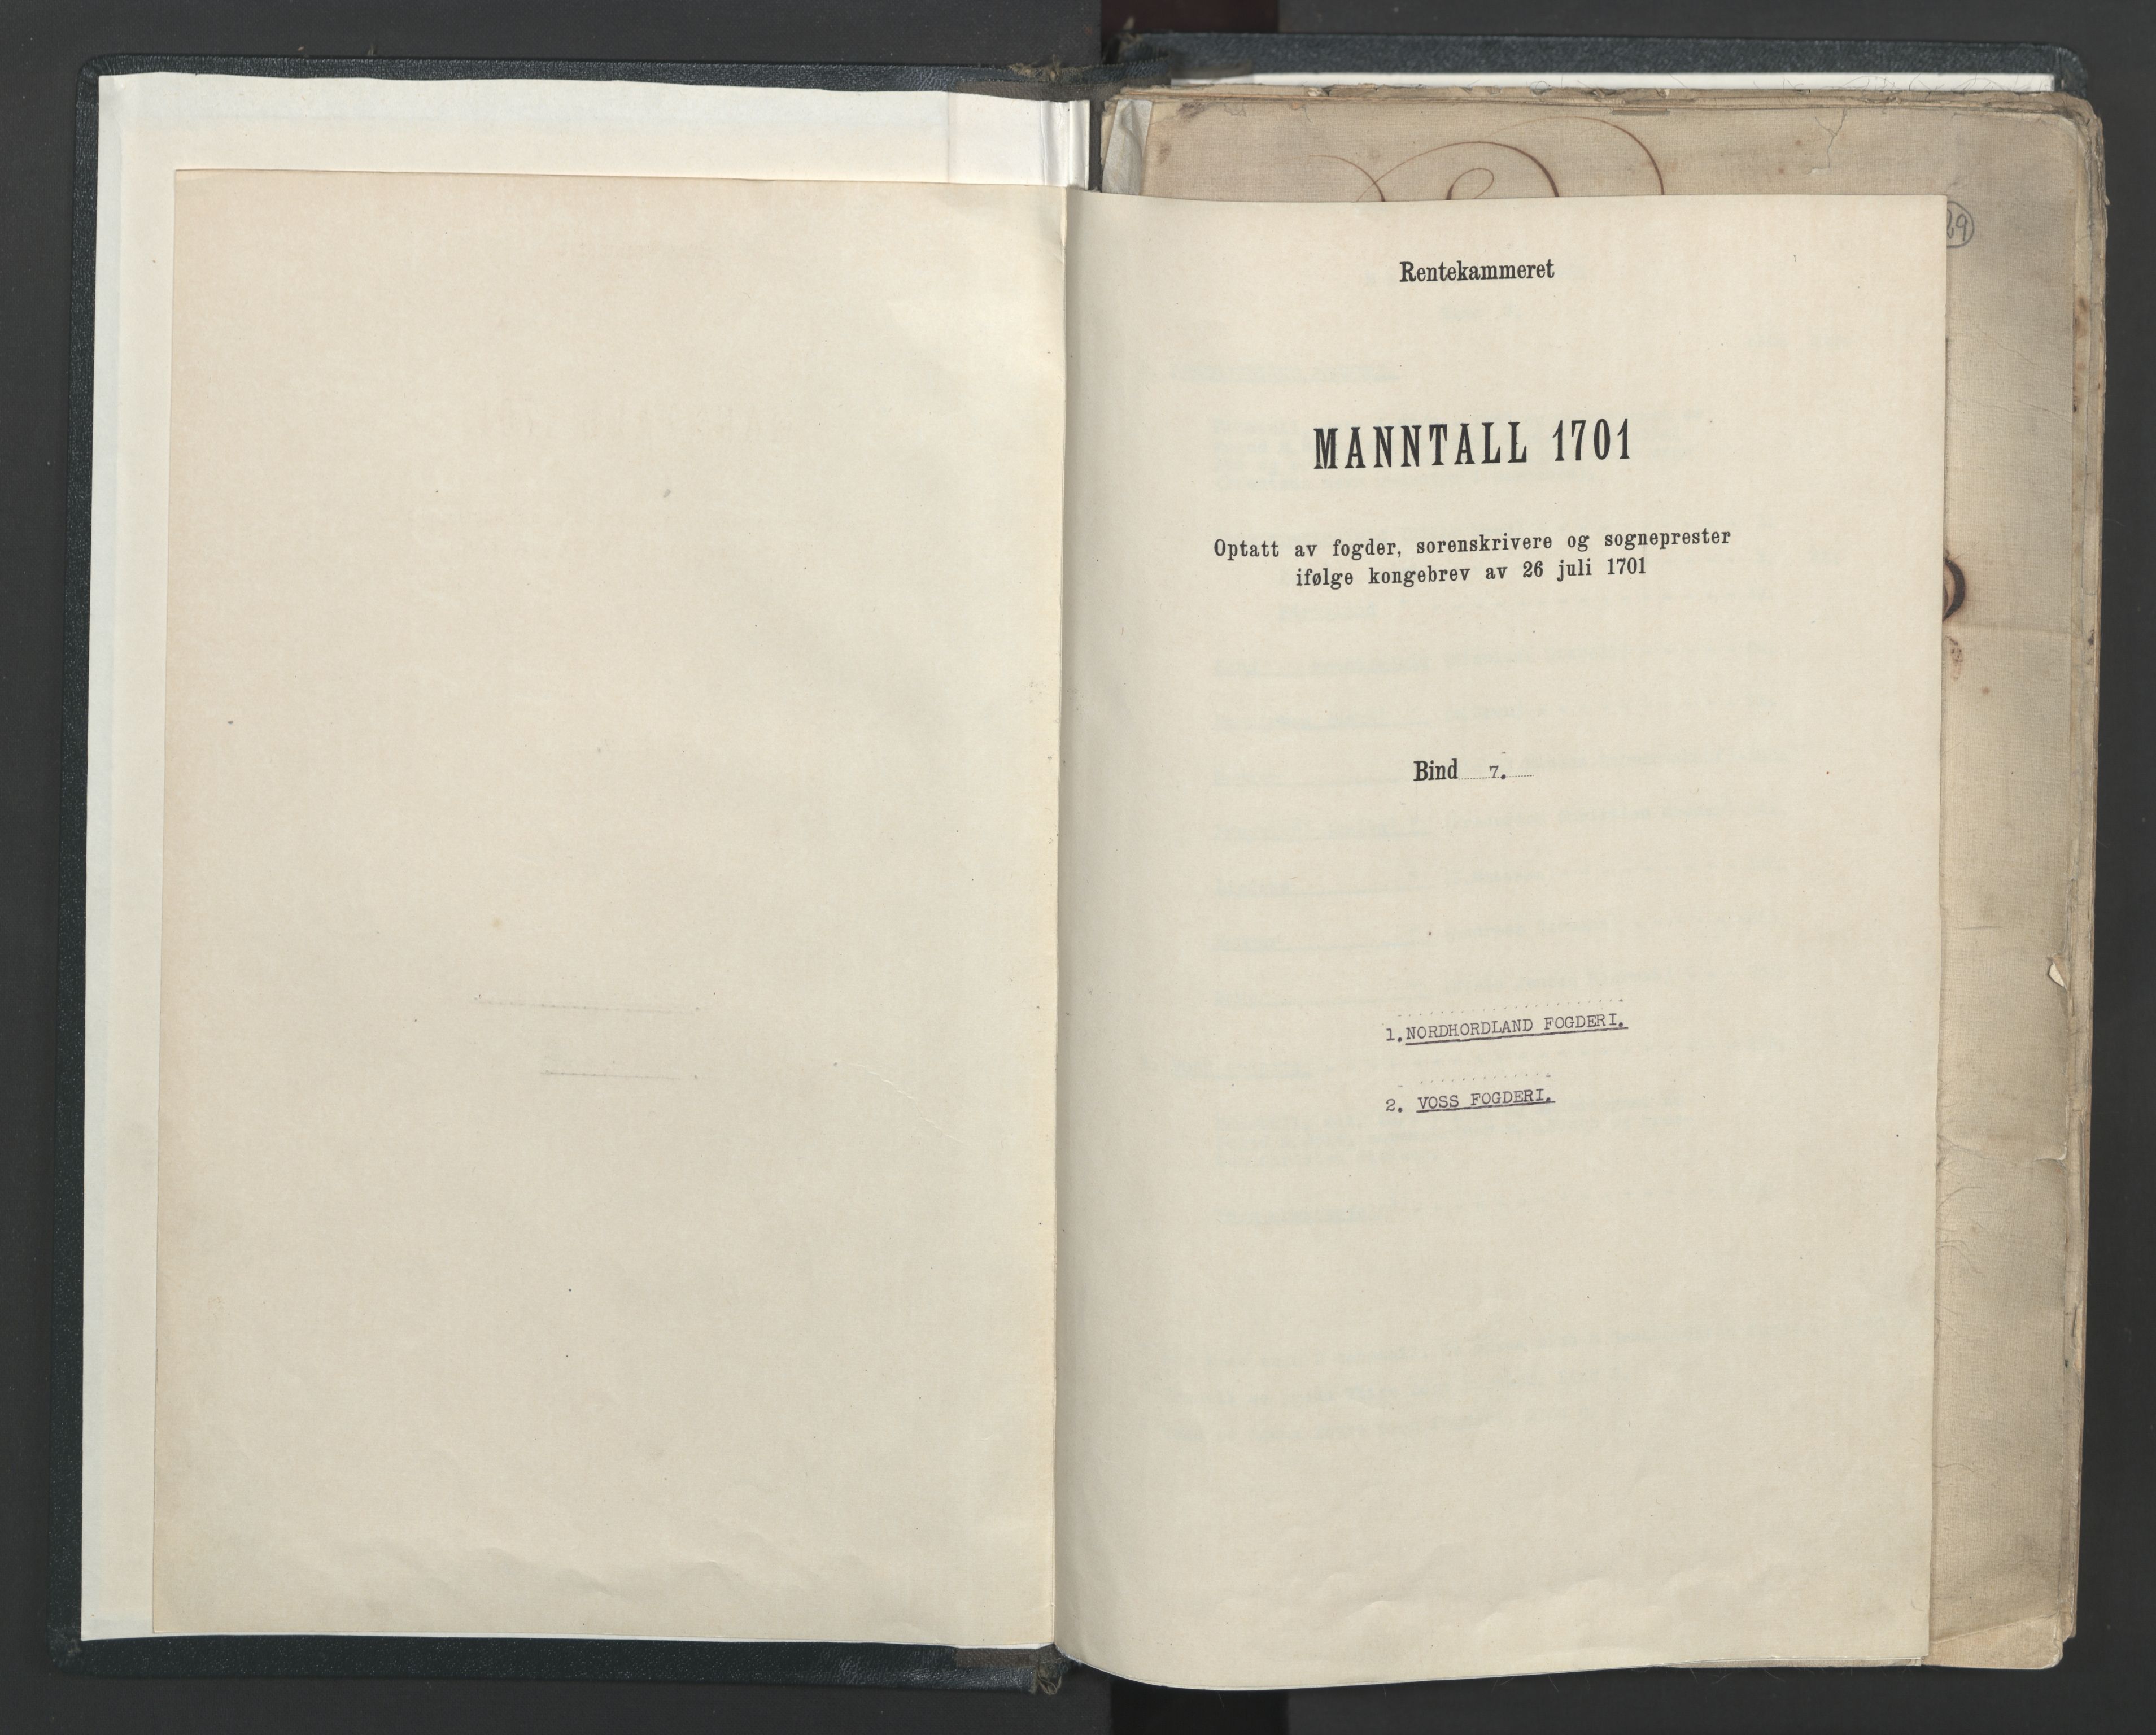 Rentekammeret
MANNTALL 1701
Optatt av fogder, sorenskrivere og sogneprester
ifølge kongebrev av 26 juli 1701
Bind 7.
1. NORDHORDLAND FOGDERI.
2. VOSS FOGDERI.